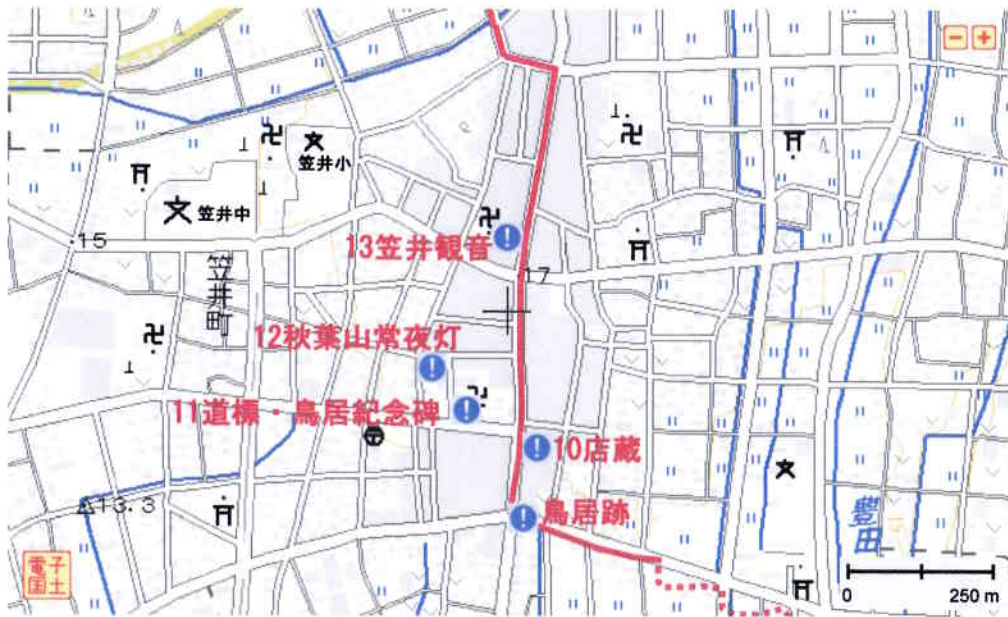 笠井小
笠井中
13笠井観音
15
17
笠井町
12秋葉山常夜灯
11道標・鳥居紀念碑
10店蔵
鳥居跡
13.3
豊田
電子
国土
0 250 m